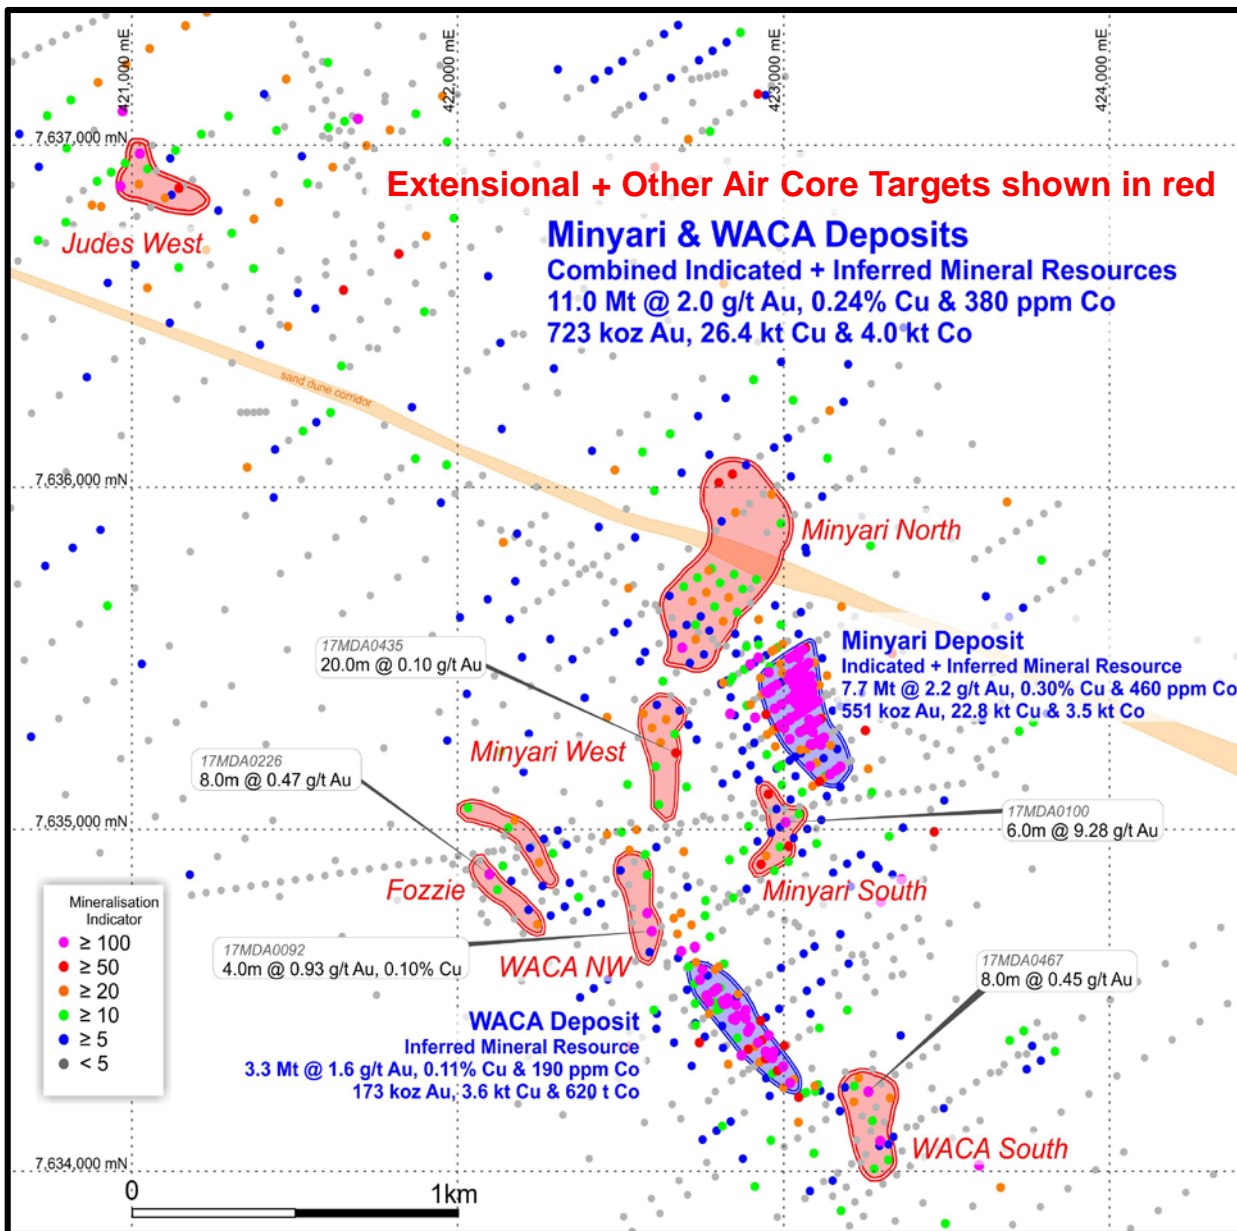 421,000 mE
422,000 mE
423,000 mE
424,000 mE
7,637,000 mN
Extensional + Other Air Core Targets shown in red
Judes West
Minyari & WACA Deposits
Combined Indicated + Inferred Mineral Resources
11.0 Mt @ 2.0 g/t Au, 0.24% Cu & 380 ppm Co
723 koz Au, 26.4 kt Cu & 4.0 kt Co
sand dune corridor
7,636,000 mN
Minyari North
17MDA0435
20.0m @ 0.10 g/t Au
Minyari Deposit
Indicated + Inferred Mineral Resource
7.7 Mt @ 2.2 g/t Au, 0.30% Cu & 460 ppm Co
551 koz Au, 22.8 kt Cu & 3.5 kt Co
Minyari West
17MDA0226
8.0m @ 0.47 g/t Au
17MDA0100
6.0m @ 9.28 g/t Au
7,635,000 mN
Fozzie
Minyari South
Mineralisation
Indicator
≥ 100
≥ 50
≥ 20
≥ 10
≥ 5
< 5
17MDA0092
4.0m @ 0.93 g/t Au, 0.10% Cu
WACA NW
17MDA0467
8.0m @ 0.45 g/t Au
WACA Deposit
Inferred Mineral Resource
3.3 Mt @ 1.6 g/t Au, 0.11% Cu & 190 ppm Co
173 koz Au, 3.6 kt Cu & 620 t Co
WACA South
7,634,000 mN
0
1km